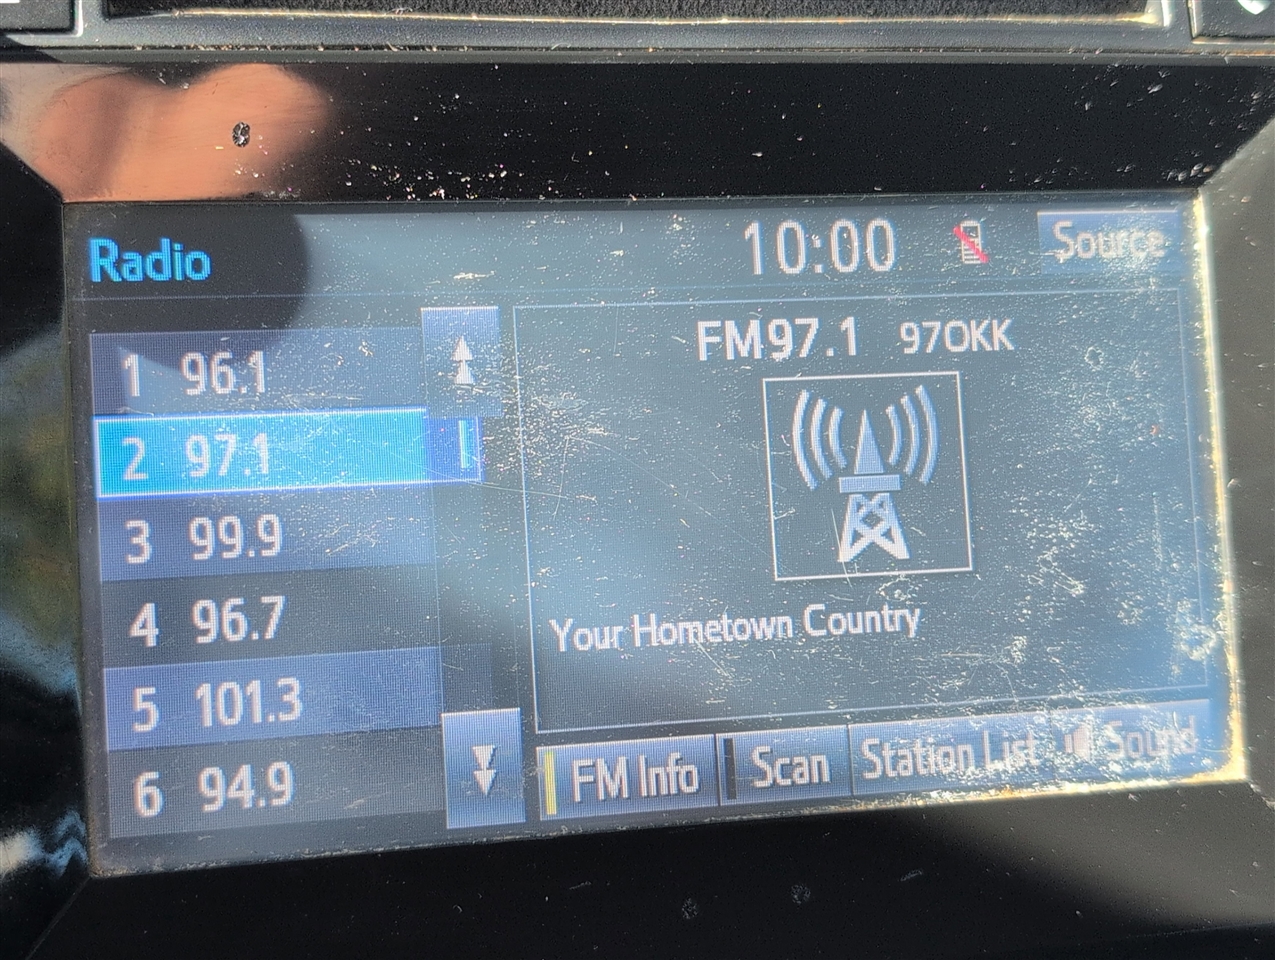 Radio
10:00
Source
1 96.1
2 97.1
3 99.9
4 96.7
5 101.3
6 94.9
FM97.1 97OKK
Your Hometown Country
FM Info
Scan
Station List
Sound